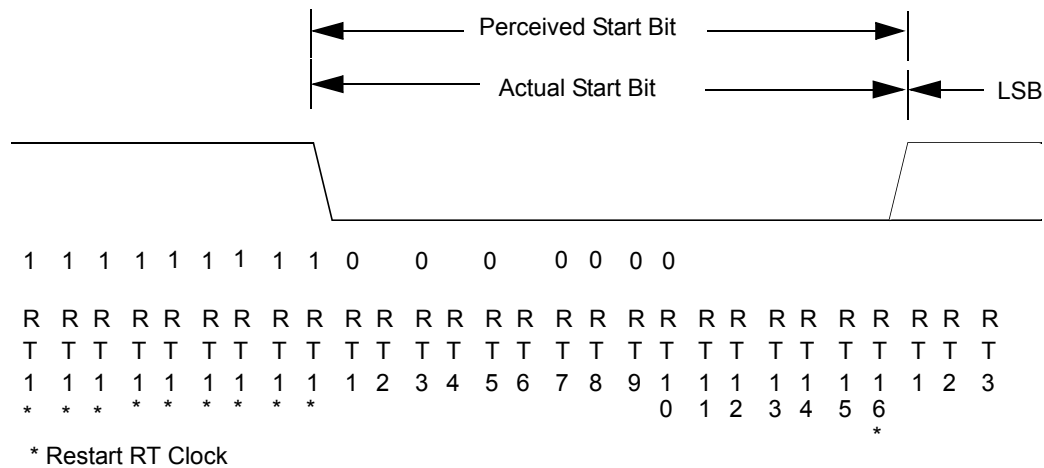 Perceived Start Bit
Actual Start Bit
LSB
1 1 1 1 1 1 1 1 1 0 0 0 0 0 0 0
R R R R R R R R R R R R R R R R R R R R R R R R R R R R
T T T T T T T T T T T T T T T T T T T T T T T T T T T T
1 1 1 1 1 1 1 1 1 1 2 3 4 5 6 7 8 9 1 1 1 1 1 1 1 1 2 3
* * * * * * * * * 0 1 2 3 4 5 6
*
* Restart RT Clock